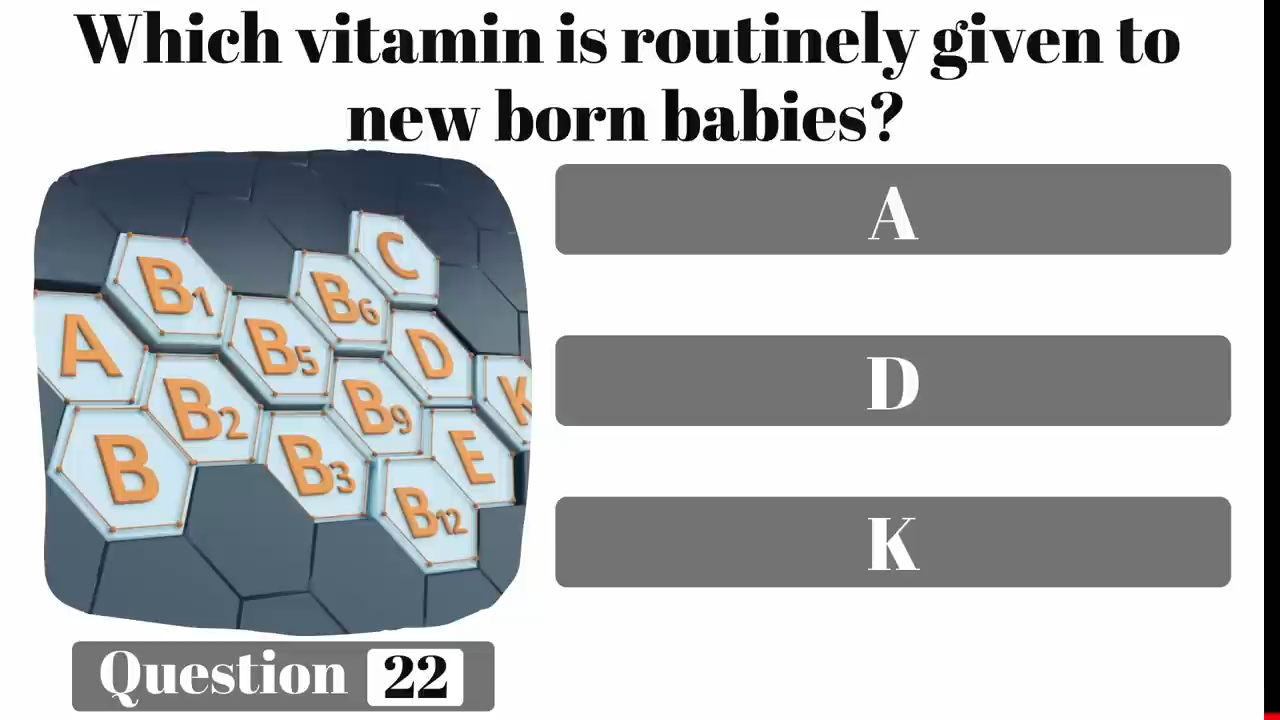 Which vitamin is routinely given to
new born babies?
A
D
K
C
B1
B6
A
B5
D
K
B2
B9
B
B3
E
B12
Question 22